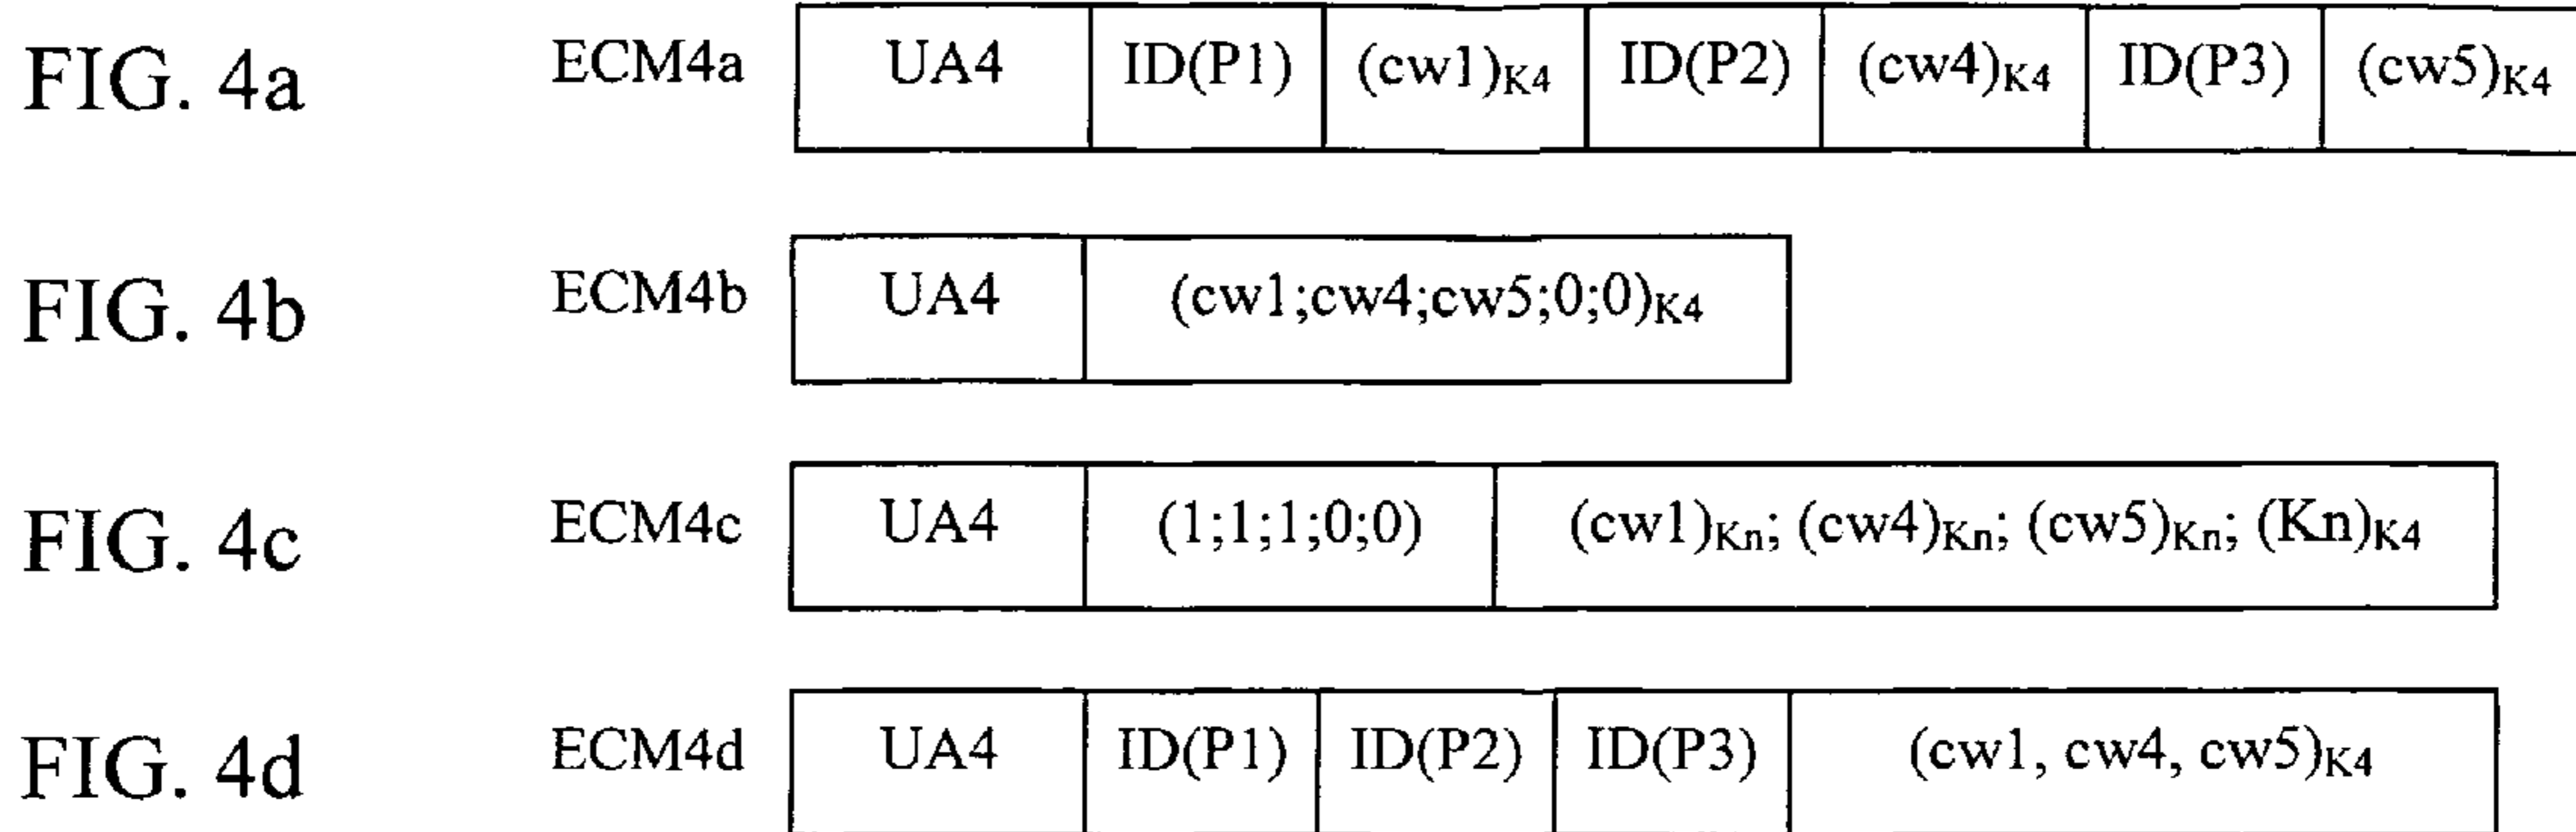 FIG. 4a ECM4a UA4 ID(P1) (cw1)K4 ID(P2) (cw4)K4 ID(P3) (cw5)K4
FIG. 4b ECM4b UA4 (cw1;cw4;cw5;0;0)K4
FIG. 4c ECM4c UA4 (1;1;1;0;0) (cw1)Kn; (cw4)Kn; (cw5)Kn; (Kn)K4
FIG. 4d ECM4d UA4 ID(P1) ID(P2) ID(P3) (cw1, cw4, cw5)K4